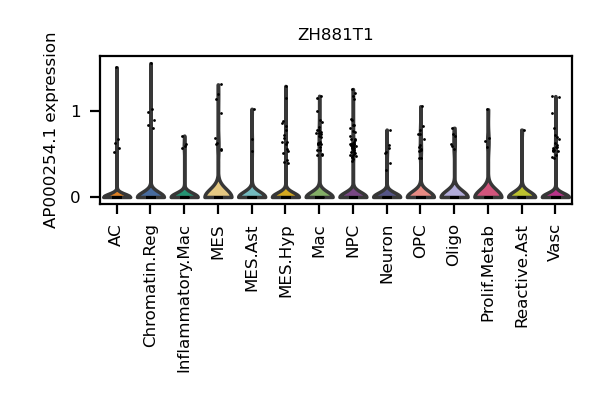 ZH881T1
AP000254.1 expression
1
0
AC
Chromatin.Reg
Inflammatory.Mac
MES
MES.Ast
MES.Hyp
Mac
NPC
Neuron
OPC
Oligo
Prolif.Metab
Reactive.Ast
Vasc